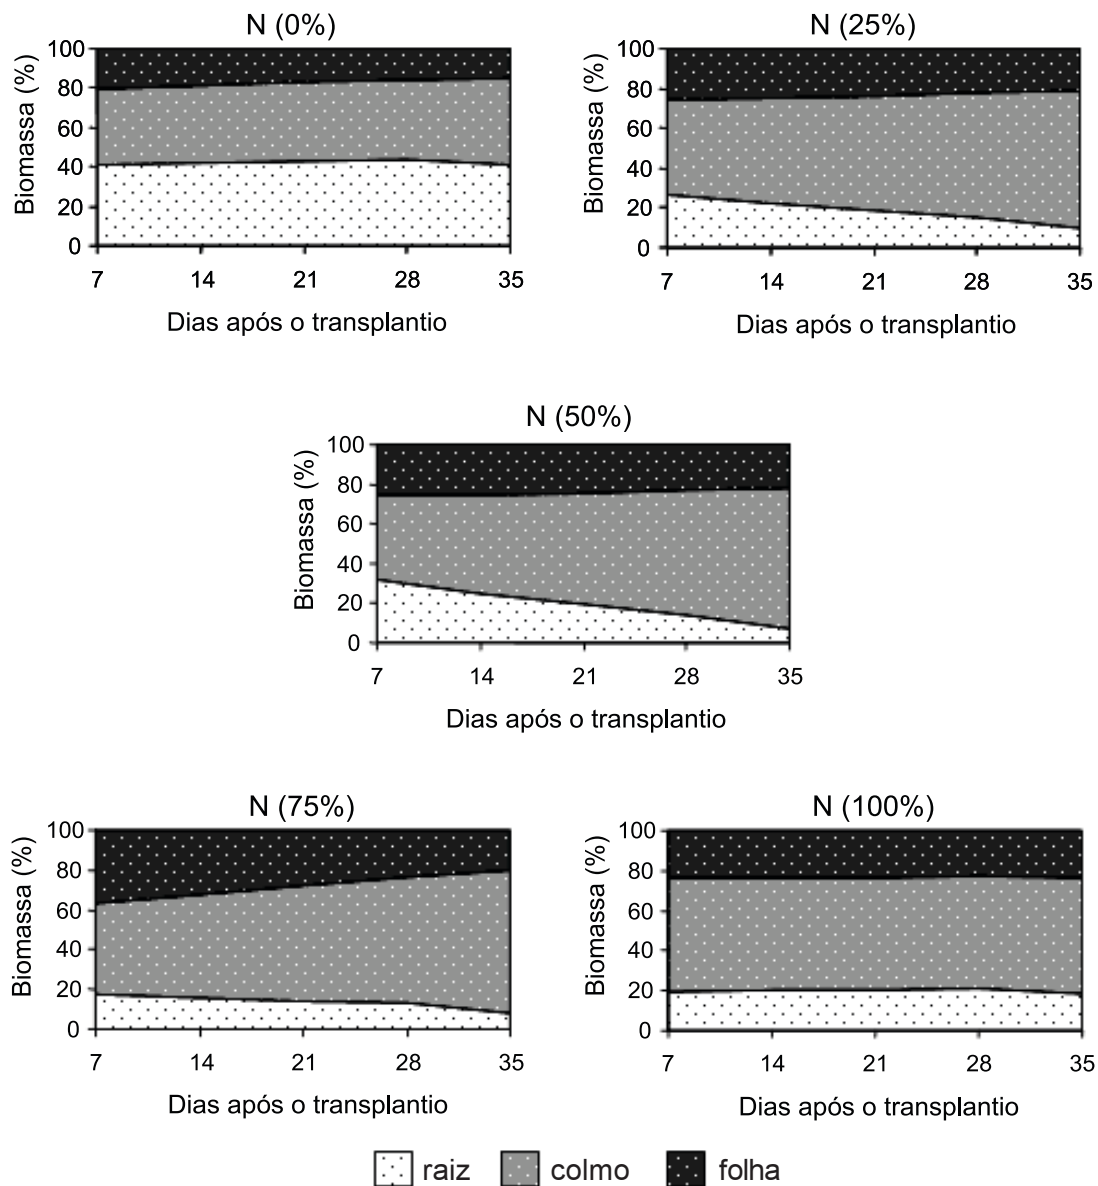 N (0%)
Biomassa (%)
100
80
60
40
20
0
7 14 21 28 35
Dias após o transplantio
N (25%)
Biomassa (%)
100
80
60
40
20
0
7 14 21 28 35
Dias após o transplantio
N (50%)
Biomassa (%)
100
80
60
40
20
0
7 14 21 28 35
Dias após o transplantio
N (75%)
Biomassa (%)
100
80
60
40
20
0
7 14 21 28 35
Dias após o transplantio
N (100%)
Biomassa (%)
100
80
60
40
20
0
7 14 21 28 35
Dias após o transplantio
raiz colmo folha